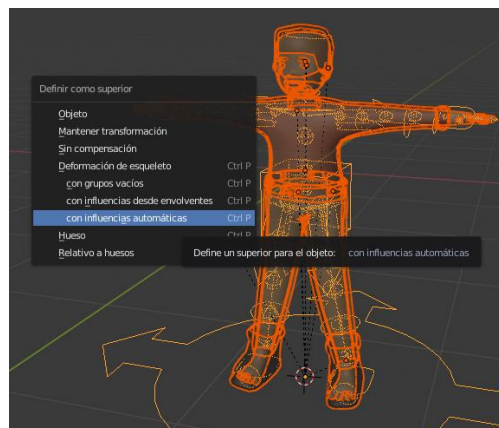 Definir como superior
Objeto
Mantener transformación
Sin compensación
Deformación de esqueleto Ctrl P
con grupos vacíos Ctrl P
con influencias desde envolventes Ctrl P
con influencias automáticas Ctrl P
Hueso Ctrl P
Relativo a huesos
Define un superior para el objeto: con influencias automáticas